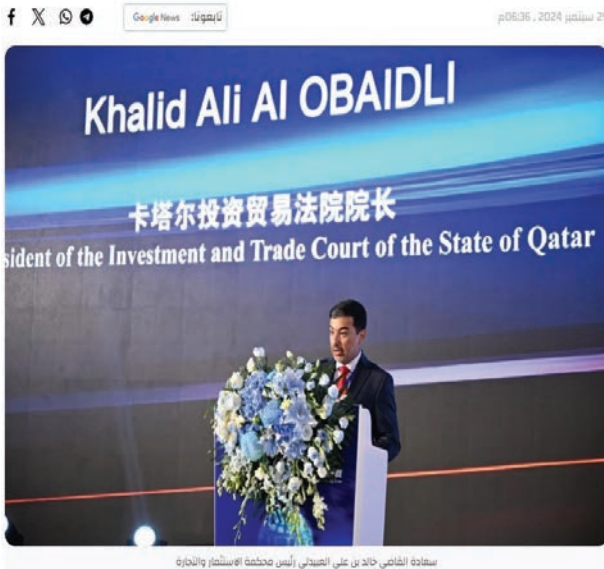 تابعونا: Google News
سبتمبر 2024 , 06:36م
Khalid Ali Al OBAIDLI
卡塔尔投资贸易法院院长
sident of the Investment and Trade Court of the State of Qatar
سعادة القاضي خالد بن علي العبيدلي رئيس محكمة الاستثمار والتجارة